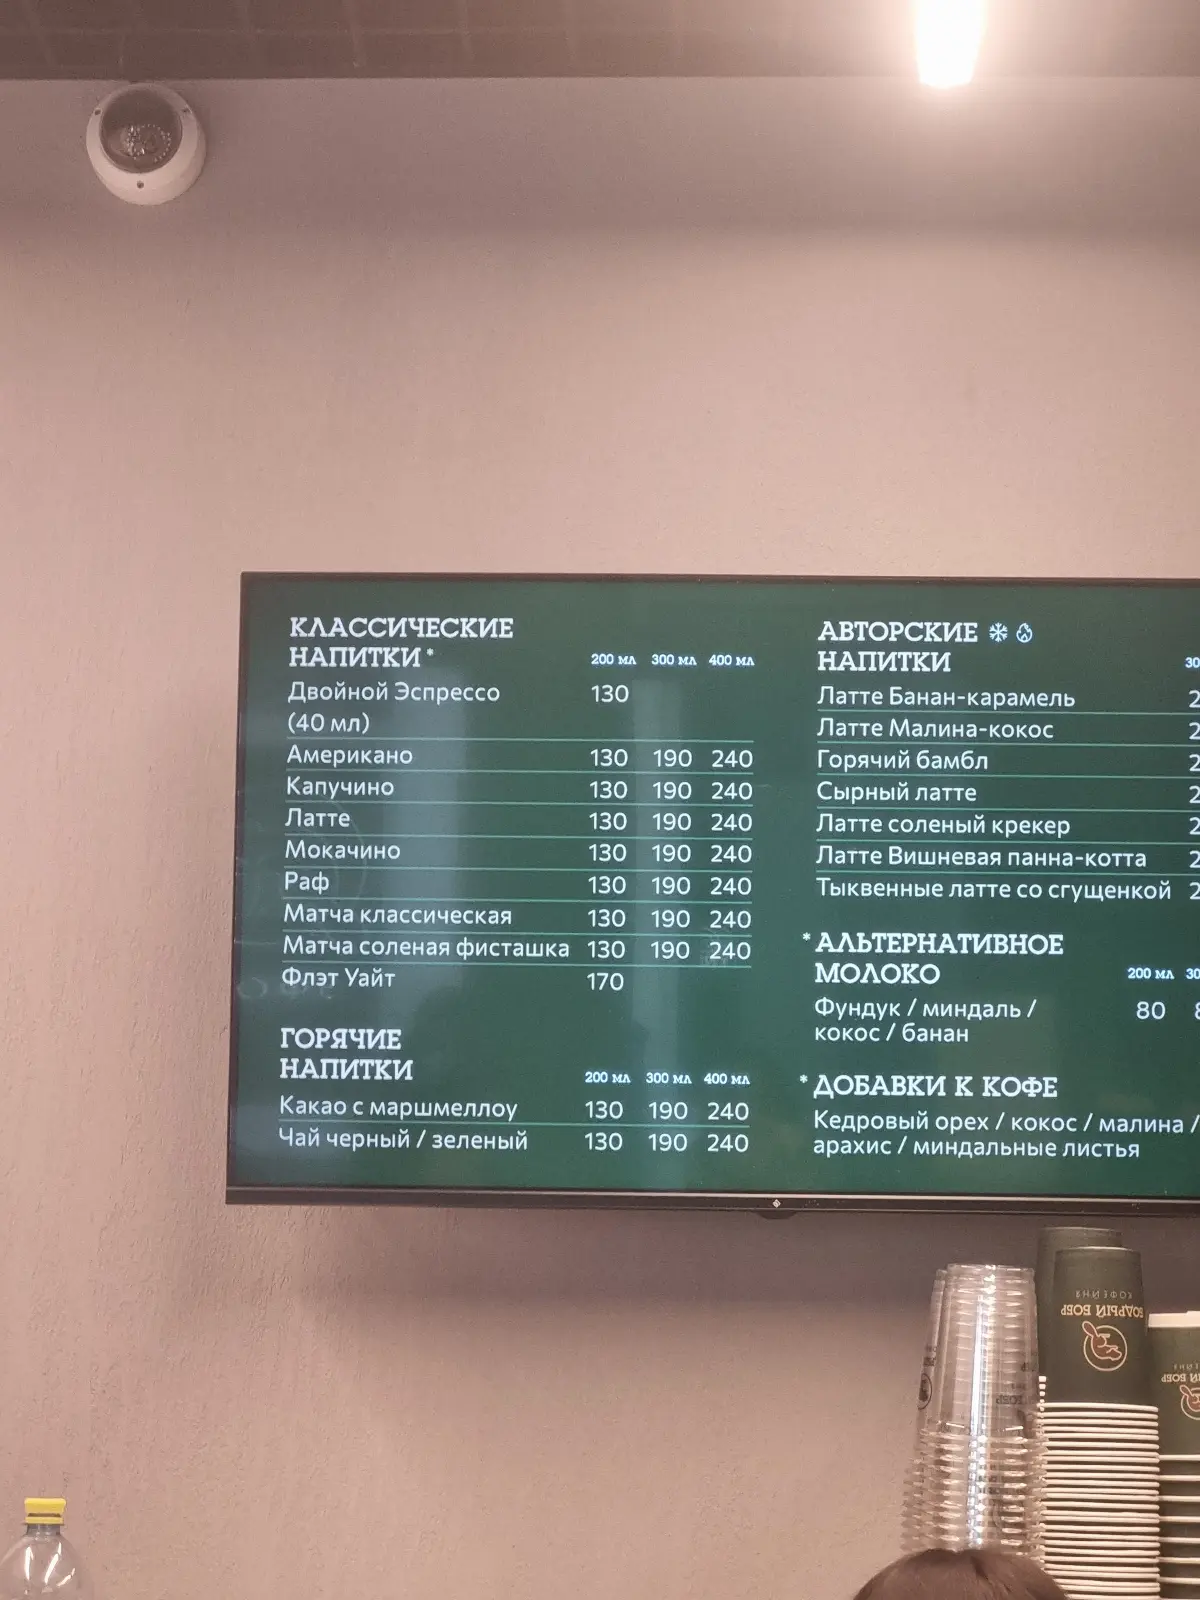 КЛАССИЧЕСКИЕ
НАПИТКИ * 200 мл 300 мл 400 мл
Двойной Эспрессо 130
(40 мл)
Американо 130 190 240
Капучино 130 190 240
Латте 130 190 240
Мокачино 130 190 240
Раф 130 190 240
Матча классическая 130 190 240
Матча соленая фисташка 130 190 240
Флэт Уайт 170
ГОРЯЧИЕ
НАПИТКИ 200 мл 300 мл 400 мл
Какао с маршмеллоу 130 190 240
Чай черный / зеленый 130 190 240
АВТОРСКИЕ
НАПИТКИ
Латте Банан-карамель
Латте Малина-кокос
Горячий бамбл
Сырный латте
Латте соленый крекер
Латте Вишневая панна-котта
Тыквенные латте со сгущенкой
* АЛЬТЕРНАТИВНОЕ
МОЛОКО 200 мл
Фундук / миндаль / 80
кокос / банан
* ДОБАВКИ К КОФЕ
Кедровый орех / кокос / малина /
арахис / миндальные листья
БОДРЫЙ БОБР
КОФЕЙНЯ